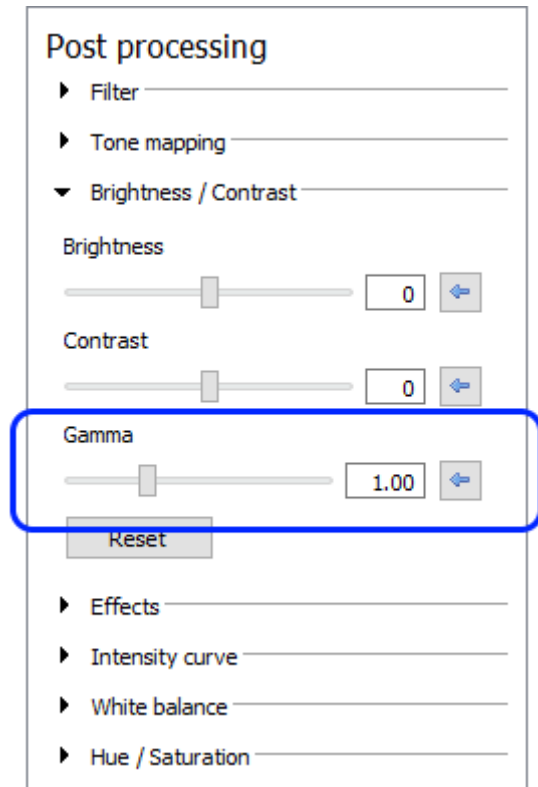 Post processing
Filter
Tone mapping
Brightness / Contrast
Brightness
0
Contrast
0
Gamma
1.00
Reset
Effects
Intensity curve
White balance
Hue / Saturation